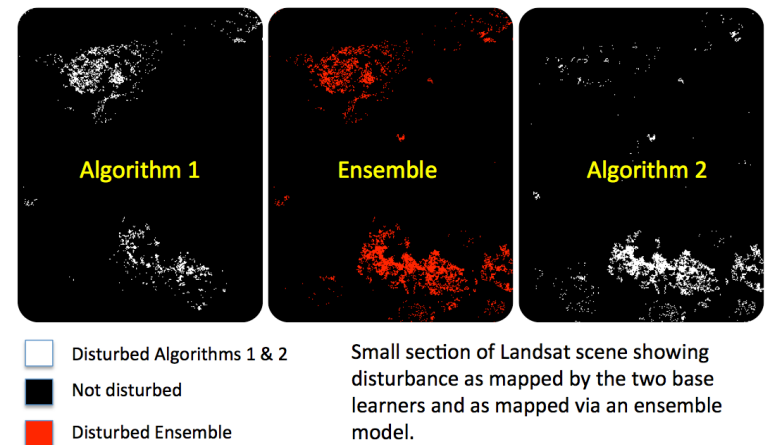 Algorithm 1
Ensemble
Algorithm 2
Disturbed Algorithms 1 & 2
Not disturbed
Disturbed Ensemble
Small section of Landsat scene showing
disturbance as mapped by the two base
learners and as mapped via an ensemble
model.